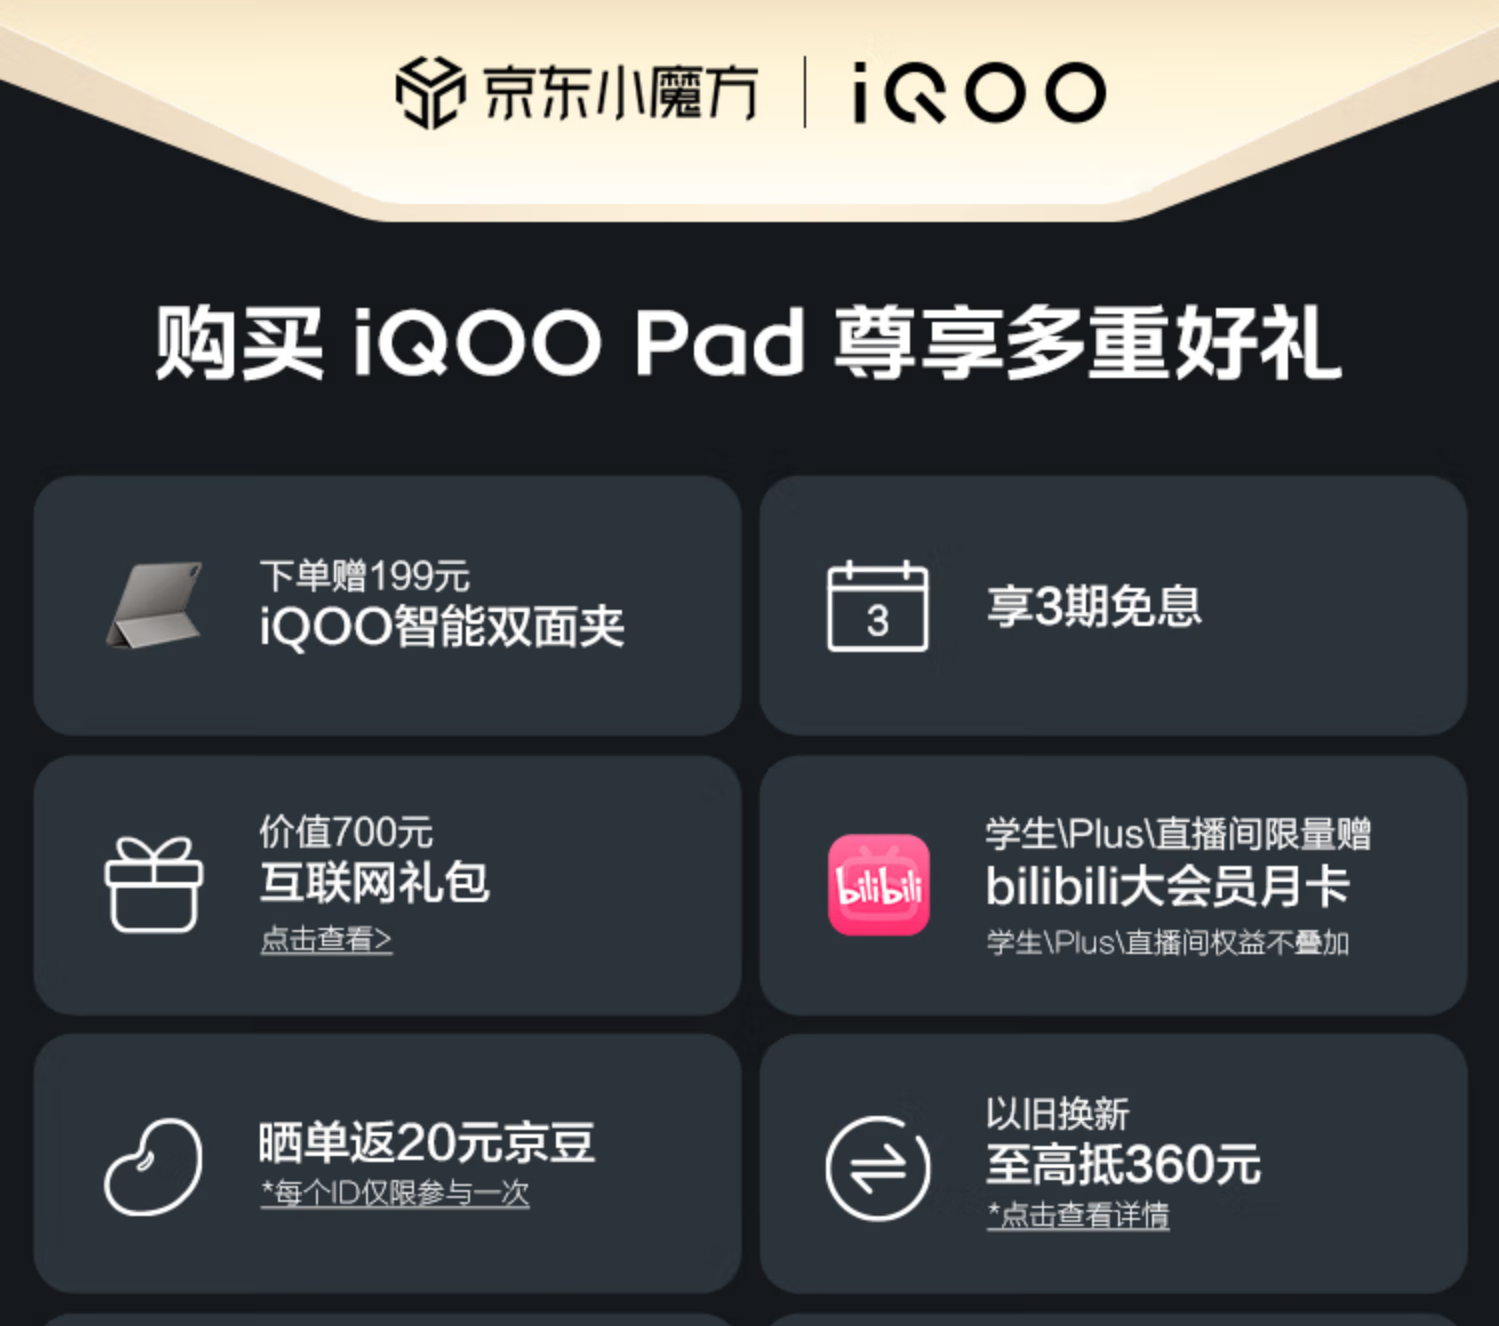 京东小魔方 | iQOO
购买 iQOO Pad 尊享多重好礼
下单赠199元
iQOO智能双面夹
3
享3期免息
价值700元
互联网礼包
点击查看>
bilibili
学生\Plus\直播间限量赠
bilibili大会员月卡
学生\Plus\直播间权益不叠加
晒单返20元京豆
*每个ID仅限参与一次
以旧换新
至高抵360元
*点击查看详情